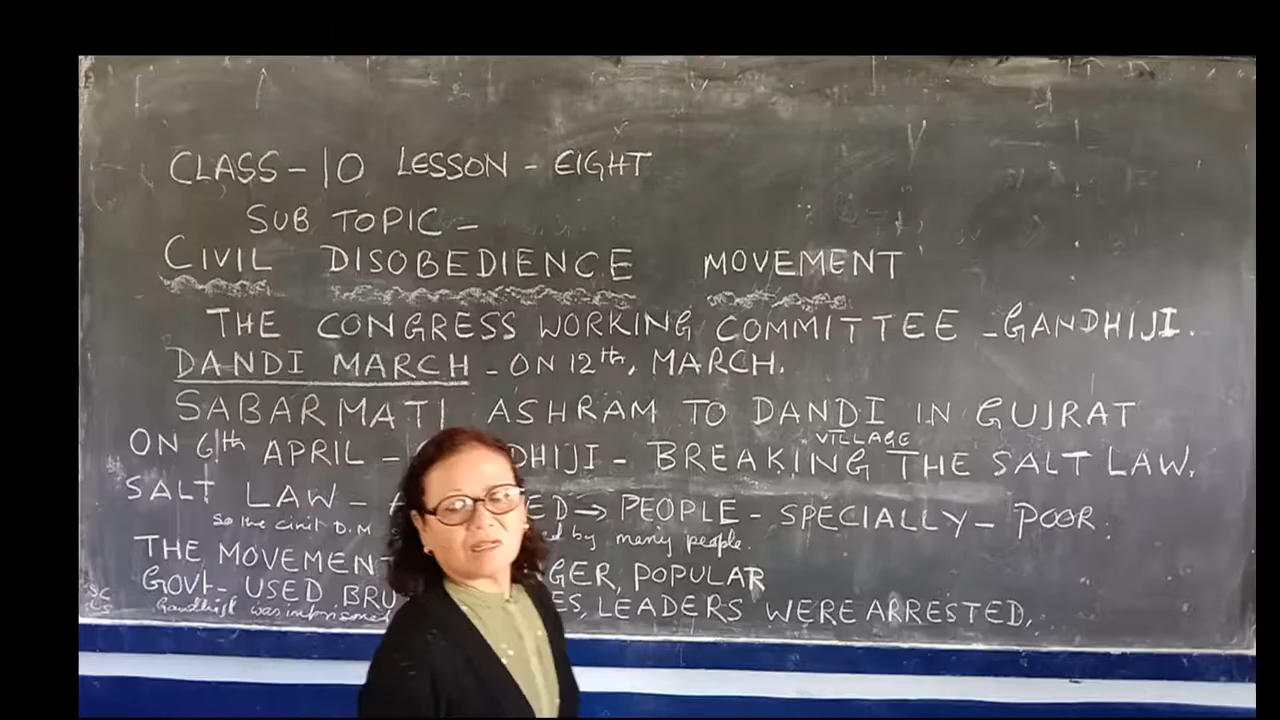 CLASS - 10 LESSON - EIGHT
SUB TOPIC -
CIVIL DISOBEDIENCE MOVEMENT
THE CONGRESS WORKING COMMITTEE - GANDHIJI.
DANDI MARCH - ON 12th, MARCH.
SABARMATI ASHRAM TO DANDI IN GUJRAT
VILLAGE
ON 6th APRIL - DHIJI - BREAKING THE SALT LAW.
SALT LAW - ED → PEOPLE - SPECIALLY - POOR.
So the civil D.M by many people.
THE MOVEMENT GER, POPULAR
GOVT - USED BRU ES, LEADERS WERE ARRESTED,
Gandhiji was imprisoned